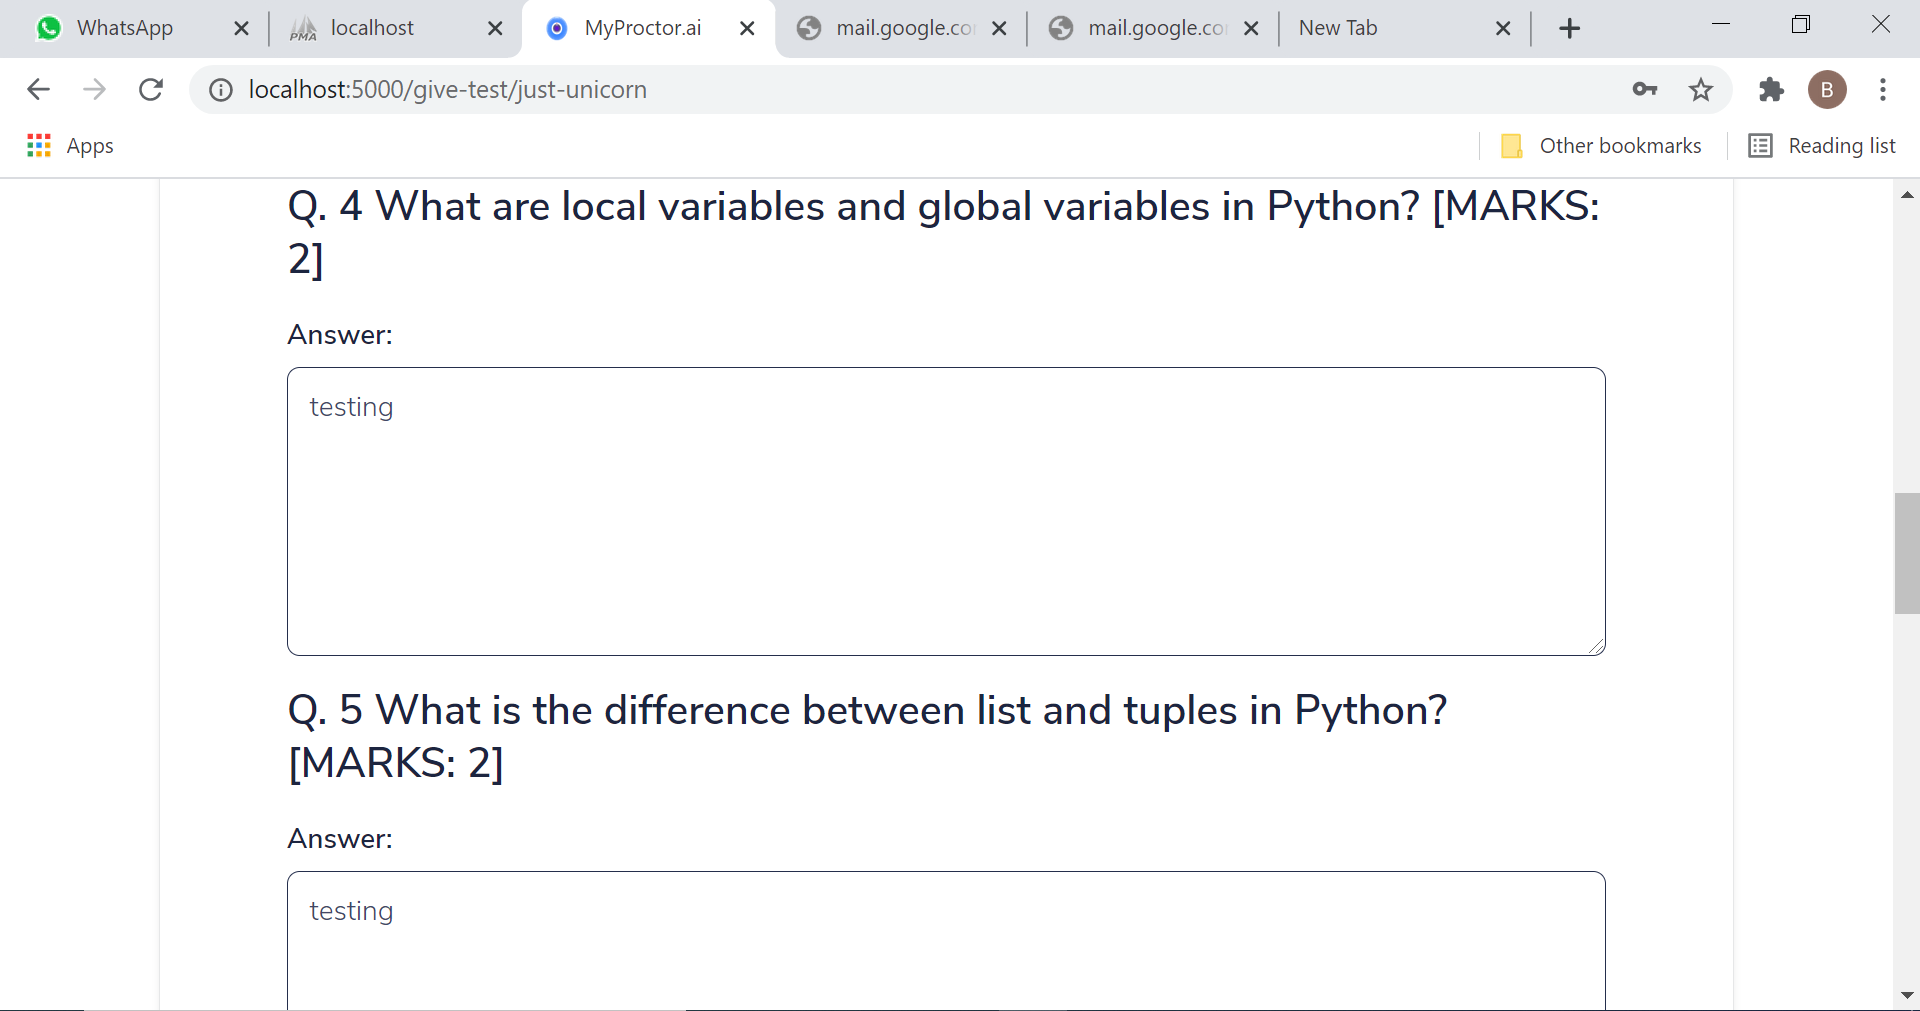 WhatsApp
localhost
MyProctor.ai
mail.google.co
mail.google.co
New Tab
localhost:5000/give-test/just-unicorn
B
Apps
Other bookmarks
Reading list
Q. 4 What are local variables and global variables in Python? [MARKS:
2]
Answer:
testing
Q. 5 What is the difference between list and tuples in Python?
[MARKS: 2]
Answer:
testing